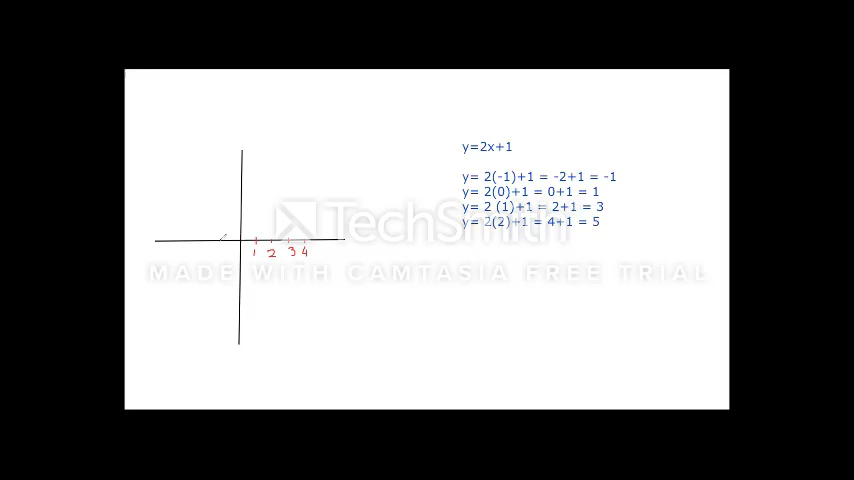 y=2x+1
y= 2(-1)+1 = -2+1 = -1
y= 2(0)+1 = 0+1 = 1
y= 2 (1)+1 = 2+1 = 3
y= 2(2)+1 = 4+1 = 5
TechSmith
1 2 3 4
MADE WITH CAMTASIA FREE TRIAL